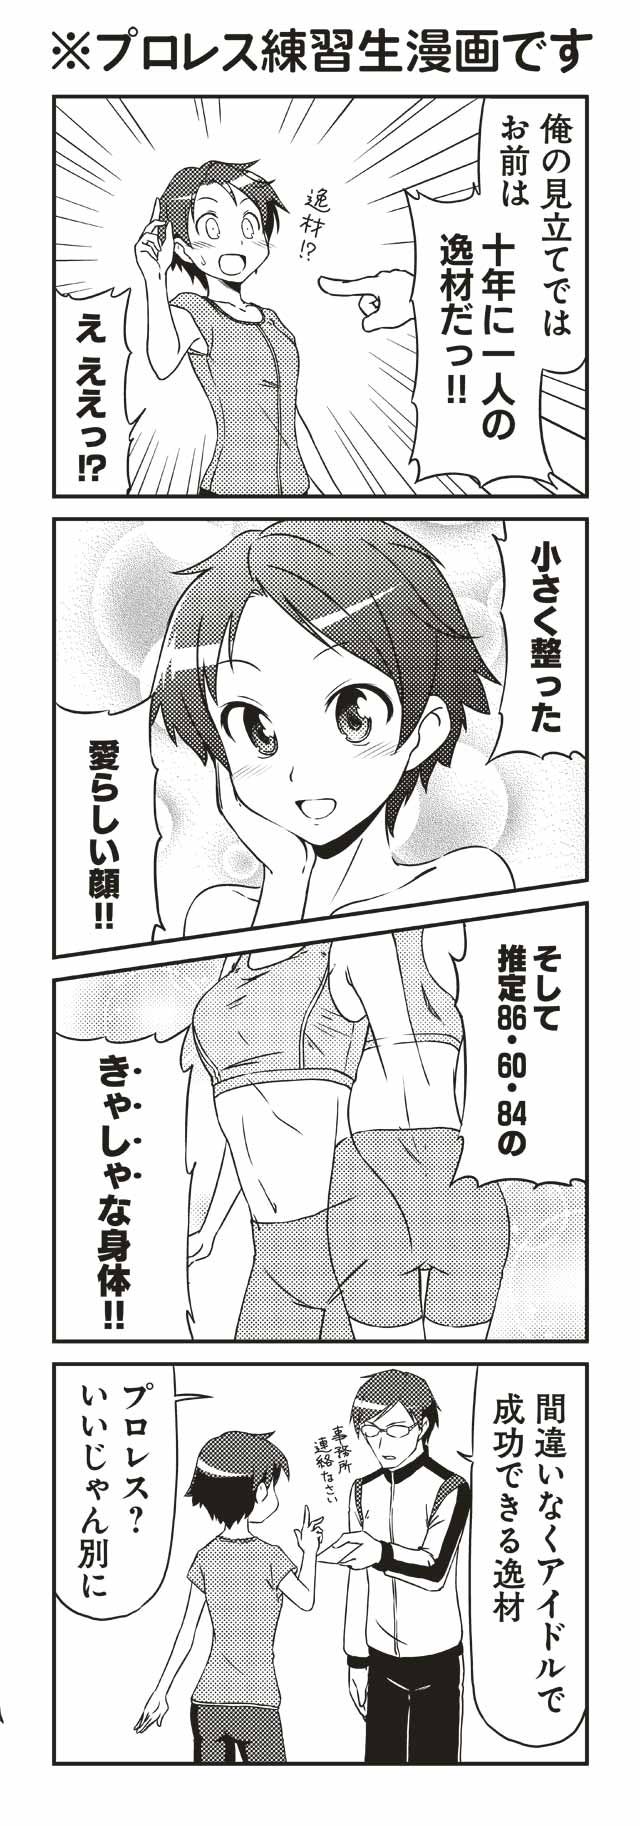 ※プロレス練習生漫画です
俺の見立てでは
お前は
十年に一人の
逸材だっ!!
逸材!?
え ええっ!?
小さく整った
愛らしい顔!!
そして
推定86・60・84の
きゃしゃな身体!!
間違いなくアイドルで
成功できる逸材
事務所
連絡なさい
プロレス?
いいじゃん別に